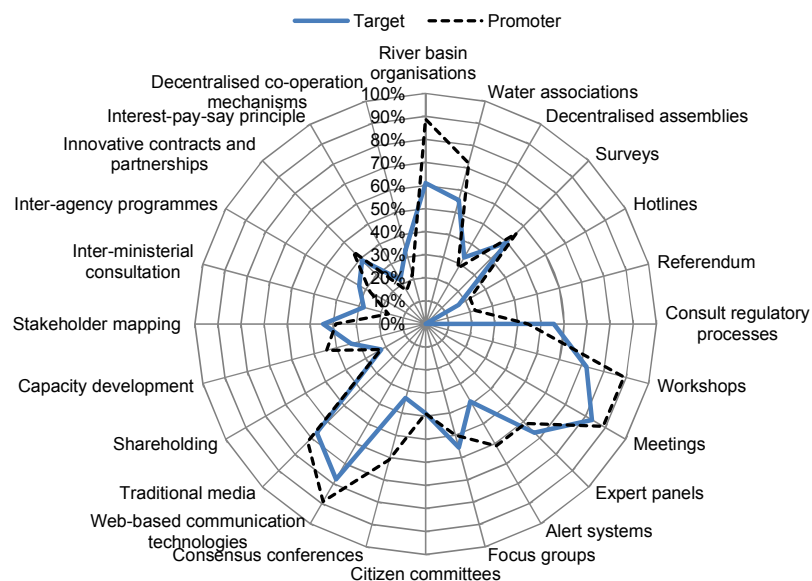 Target
Promoter
River basin
organisations
Water associations
Decentralised assemblies
Surveys
Hotlines
Referendum
Consult regulatory
processes
Workshops
Meetings
Expert panels
Alert systems
Focus groups
Citizen committees
Consensus conferences
Web-based communication
technologies
Traditional media
Shareholding
Capacity development
Stakeholder mapping
Inter-ministerial
consultation
Inter-agency programmes
Innovative contracts and
partnerships
Interest-pay-say principle
Decentralised co-operation
mechanisms
100%
90%
80%
70%
60%
50%
40%
30%
20%
10%
0%